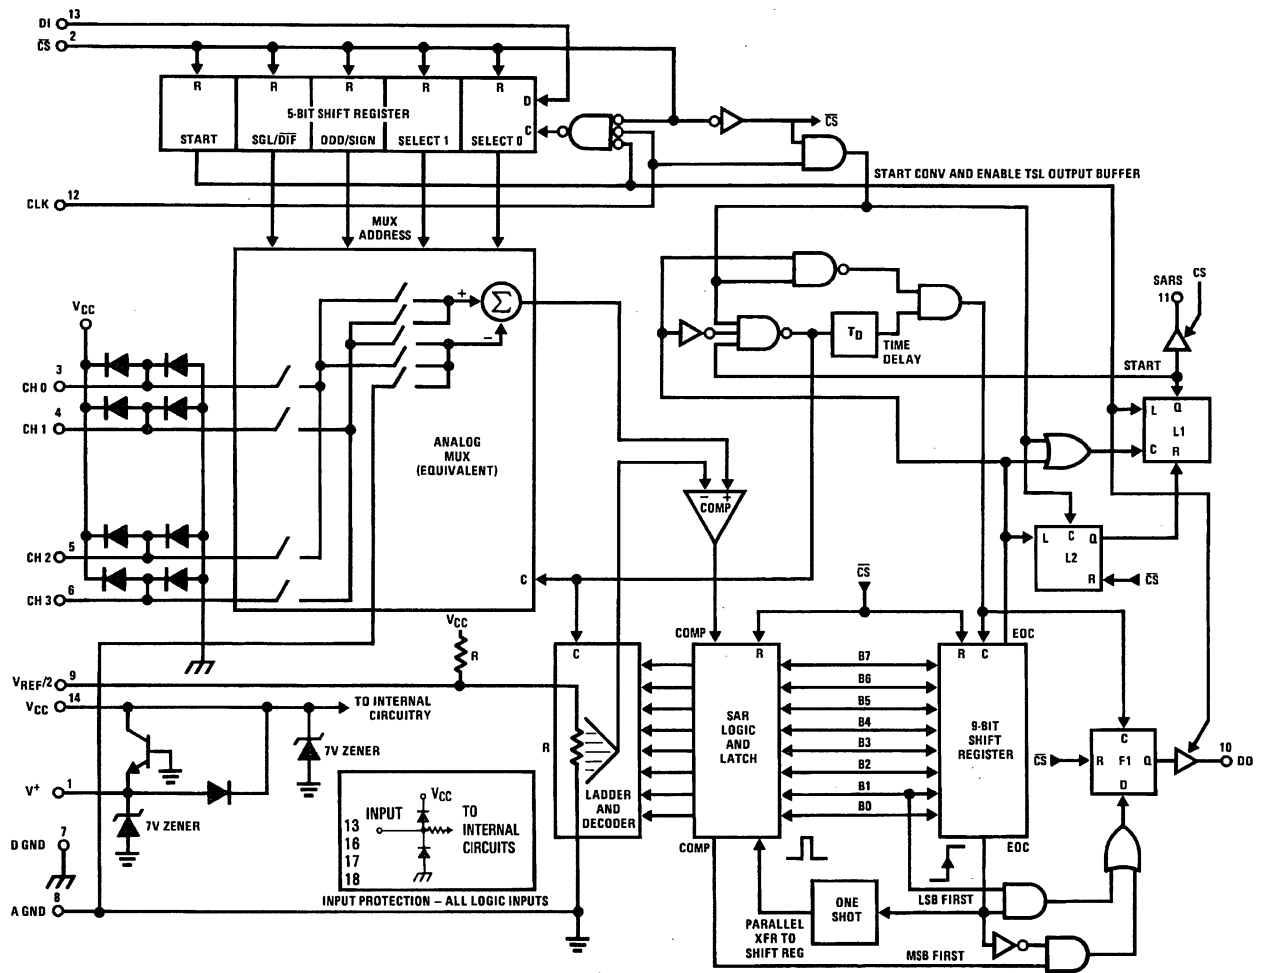 DI 13
CS 2
R R R R R
5-BIT SHIFT REGISTER
D
C
START SGL/DIF ODD/SIGN SELECT 1 SELECT 0
CS
START CONV AND ENABLE TSL OUTPUT BUFFER
CLK 12
MUX
ADDRESS
VCC
+
Σ
−
TD
TIME
DELAY
SARS
11
CS
START
3
CH 0
4
CH 1
5
CH 2
6
CH 3
ANALOG
MUX
(EQUIVALENT)
C
− +
COMP
L Q
L1
C R
L C Q
L2
R
CS
CS
VCC
R
COMP
R
R C
EOC
C
R
LADDER
AND
DECODER
SAR
LOGIC
AND
LATCH
B7
B6
B5
B4
B3
B2
B1
B0
9-BIT
SHIFT
REGISTER
VREF/2 9
VCC 14
TO INTERNAL
CIRCUITRY
7V ZENER
V+ 1
7V ZENER
D GND 7
A GND 8
VCC
INPUT
TO
INTERNAL
CIRCUITS
13
16
17
18
INPUT PROTECTION – ALL LOGIC INPUTS
CS
C
R F1 Q
D
10
DO
COMP
EOC
ONE
SHOT
PARALLEL
XFR TO
SHIFT REG
LSB FIRST
MSB FIRST